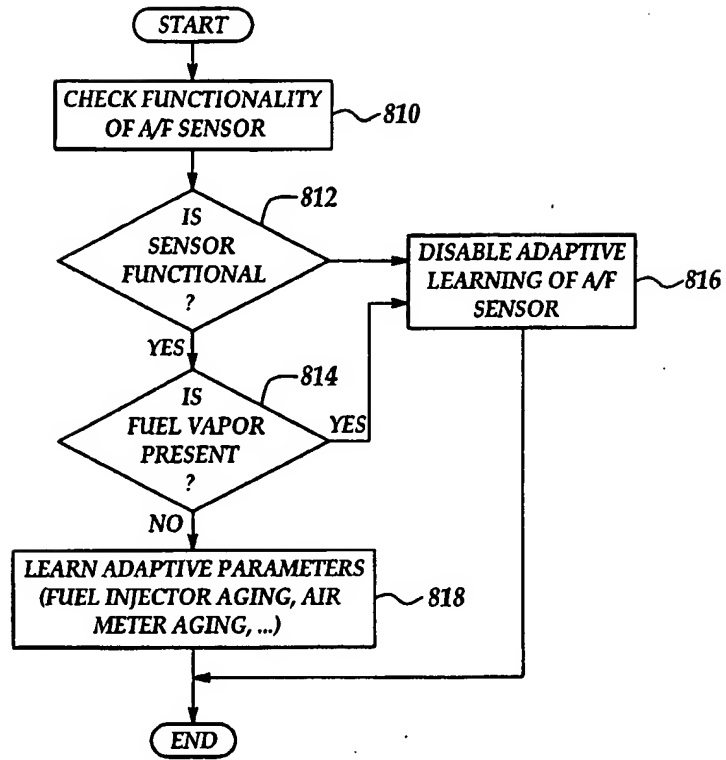 START
CHECK FUNCTIONALITY
OF A/F SENSOR
810
IS
SENSOR
FUNCTIONAL
?
812
DISABLE ADAPTIVE
LEARNING OF A/F
SENSOR
816
YES
IS
FUEL VAPOR
PRESENT
?
814
YES
NO
LEARN ADAPTIVE PARAMETERS
(FUEL INJECTOR AGING, AIR
METER AGING, ...)
818
END